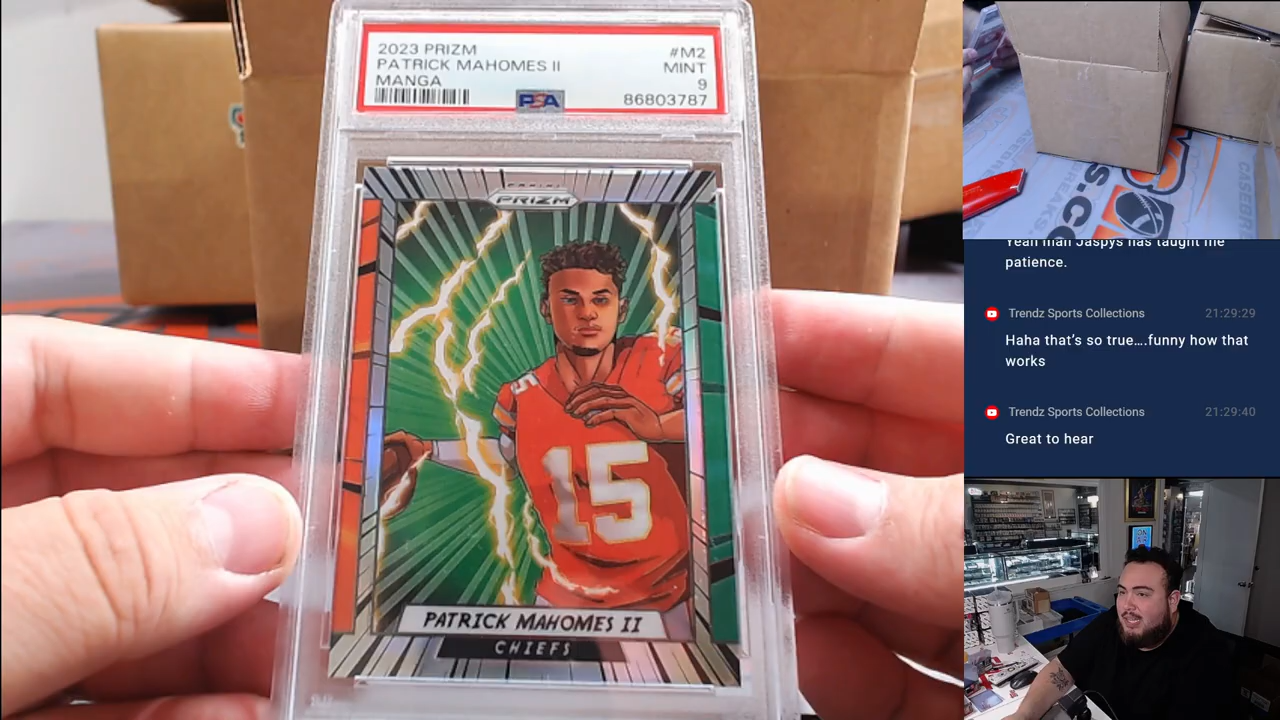 2023 PRIZM #M2
PATRICK MAHOMES II MINT
MANGA 9
PSA 86803787
PANINI
PRIZM
15
PATRICK MAHOMES II
CHIEFS
Yeah man Jaspys has taught me
patience.
Trendz Sports Collections 21:29:29
Haha that's so true....funny how that
works
Trendz Sports Collections 21:29:40
Great to hear